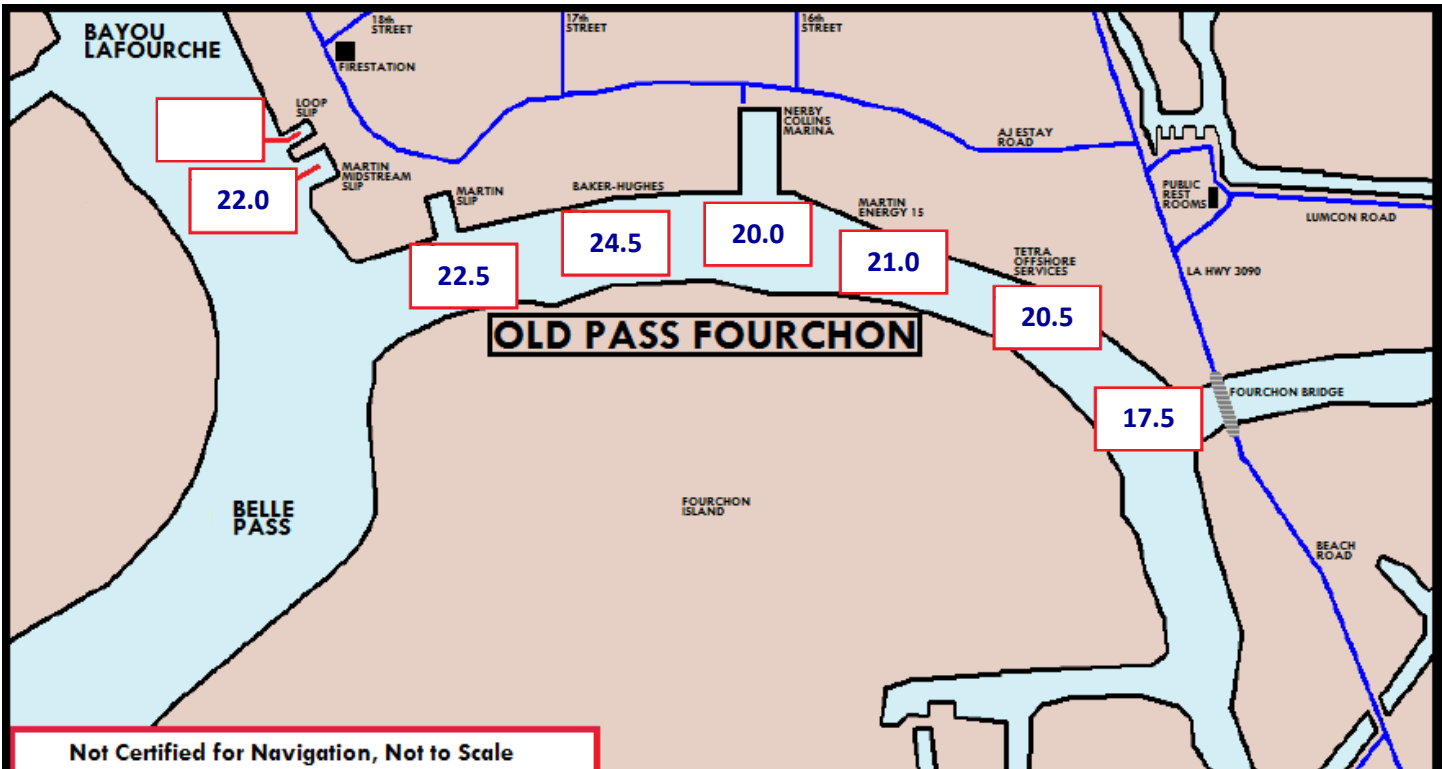 BAYOU
LAFOURCHE
18th
STREET
17th
STREET
16th
STREET
FIRESTATION
LOOP
SLIP
NERBY
COLLINS
MARINA
AJ ESTAY
ROAD
MARTIN
MIDSTREAM
SLIP
22.0
MARTIN
SLIP
BAKER-HUGHES
PUBLIC
REST
ROOMS
MARTIN
ENERGY 15
LUMCON ROAD
22.5
24.5
20.0
21.0
TETRA
OFFSHORE
SERVICES
LA HWY 3090
20.5
OLD PASS FOURCHON
FOURCHON BRIDGE
17.5
BELLE
PASS
FOURCHON
ISLAND
BEACH
ROAD
Not Certified for Navigation, Not to Scale